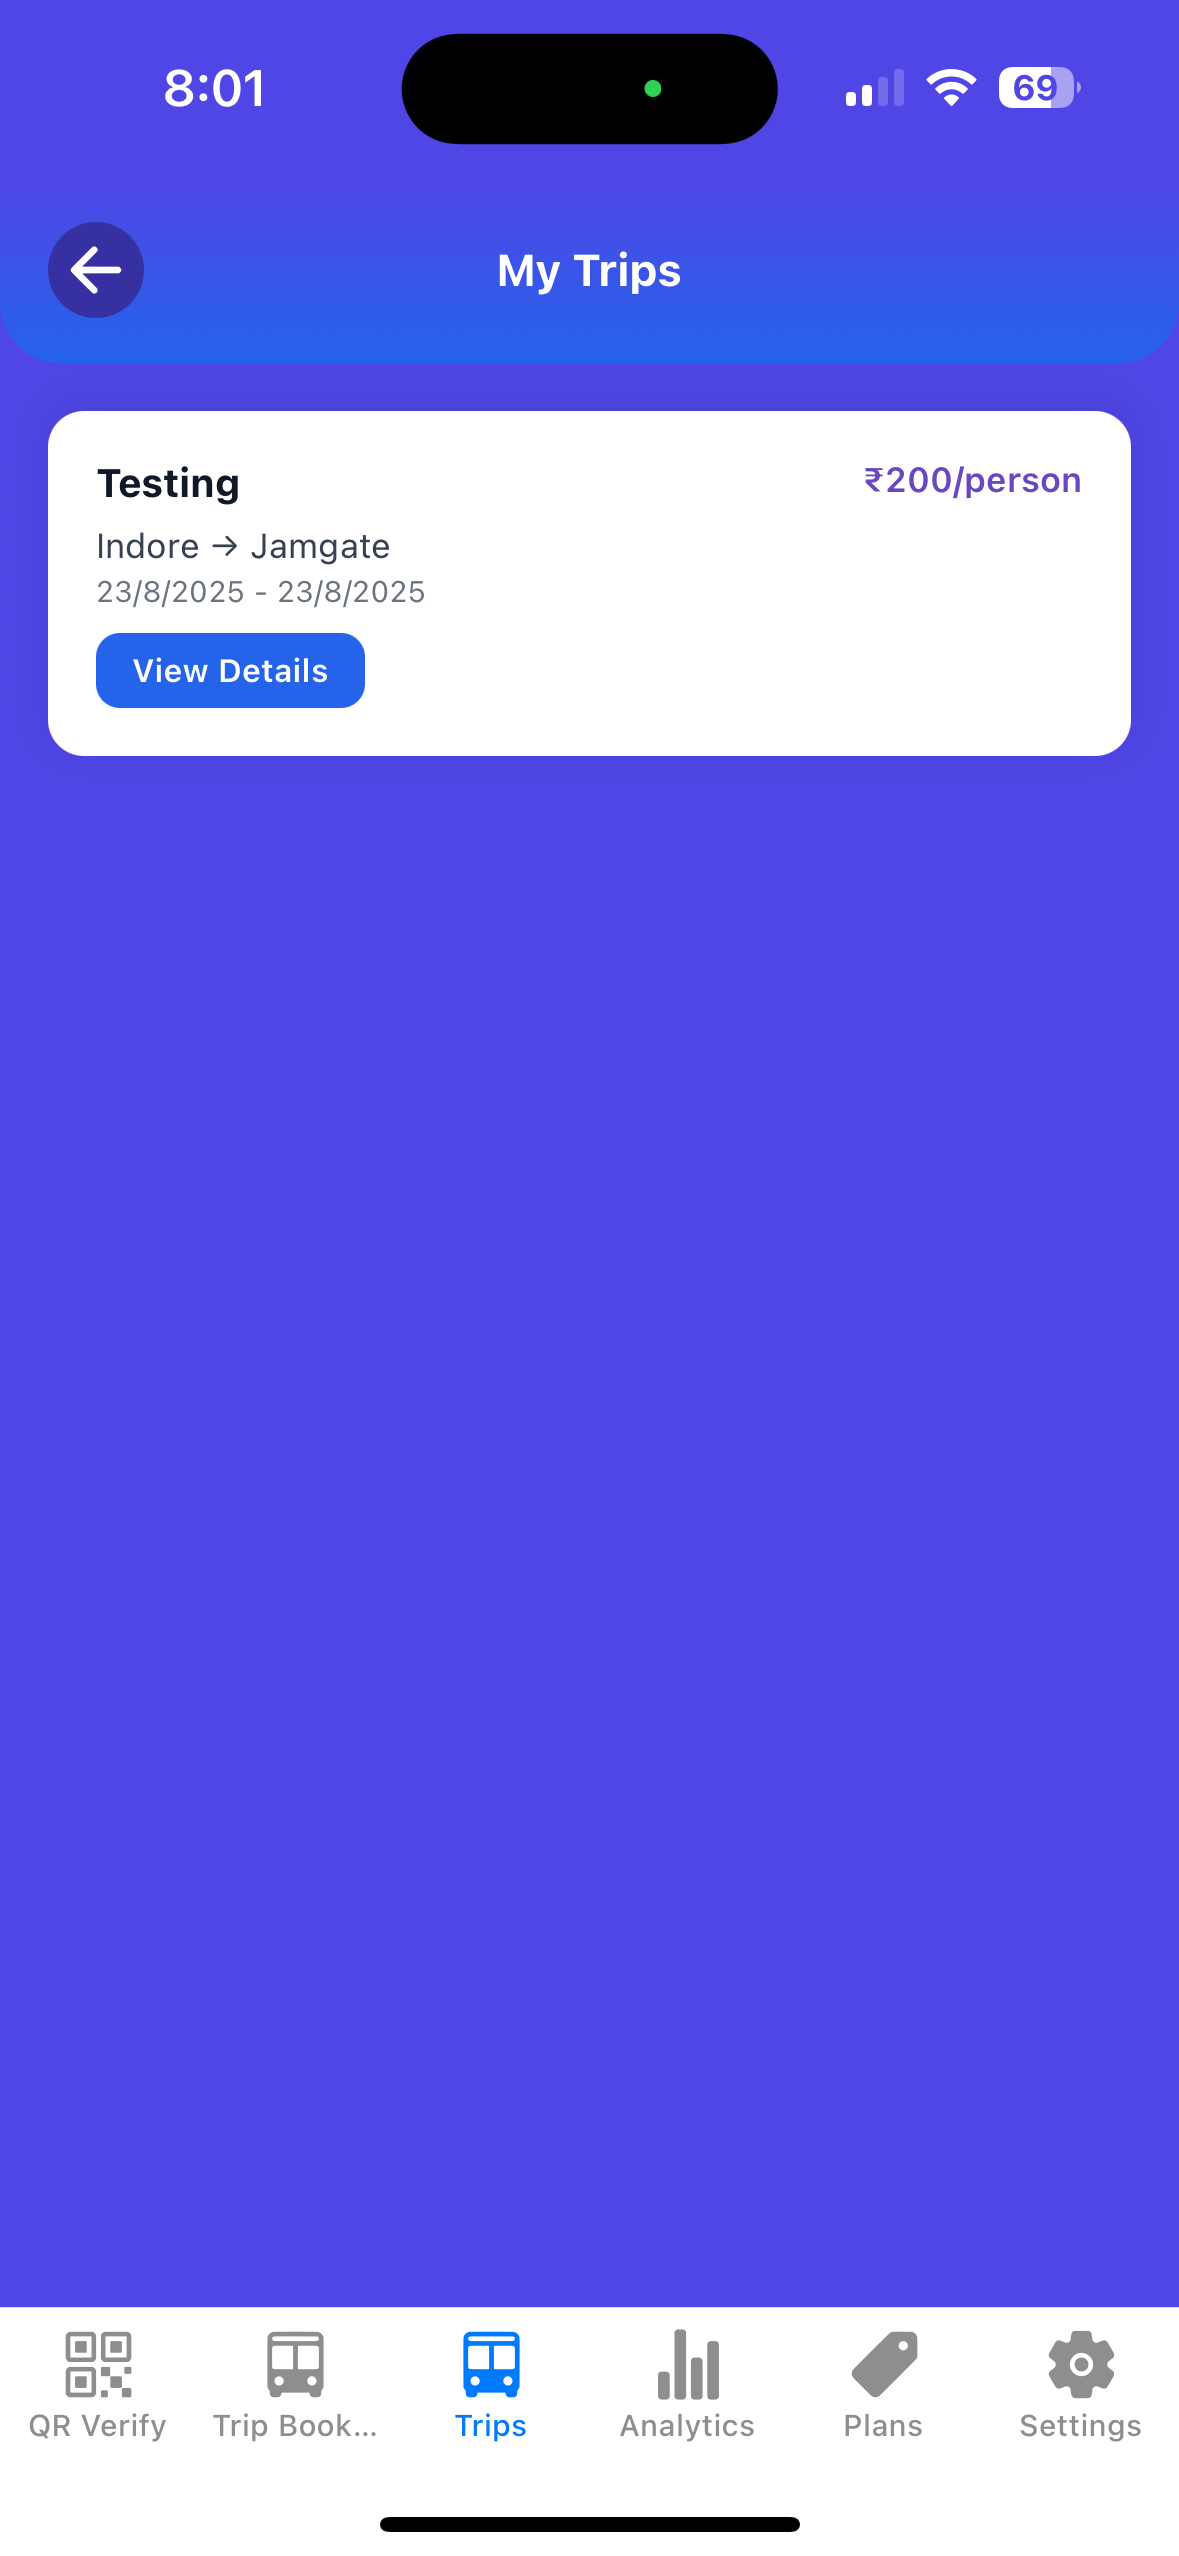 8:01
69
My Trips
Testing
₹200/person
Indore → Jamgate
23/8/2025 - 23/8/2025
View Details
QR Verify
Trip Book...
Trips
Analytics
Plans
Settings